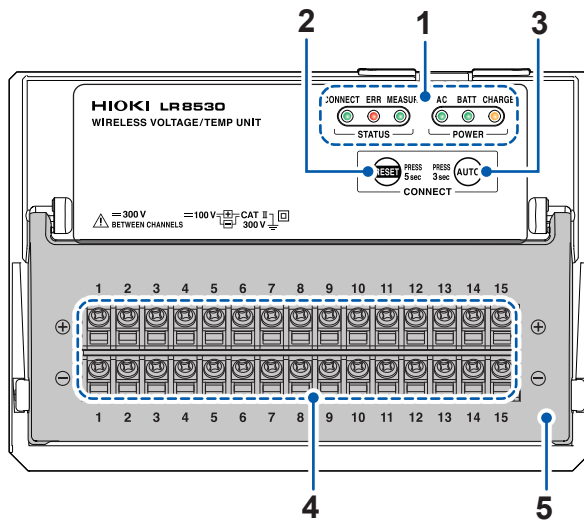 2 1 3
HIOKI LR8530
WIRELESS VOLTAGE/TEMP UNIT
CONNECT ERR MEASUR AC BATT CHARGE
STATUS POWER
RESET PRESS 5sec PRESS 3sec AUTO
CONNECT
⚠ ⎓300 V BETWEEN CHANNELS ⎓100 V + − CAT II 300 V
1 2 3 4 5 6 7 8 9 10 11 12 13 14 15
+ +
− −
1 2 3 4 5 6 7 8 9 10 11 12 13 14 15
4 5